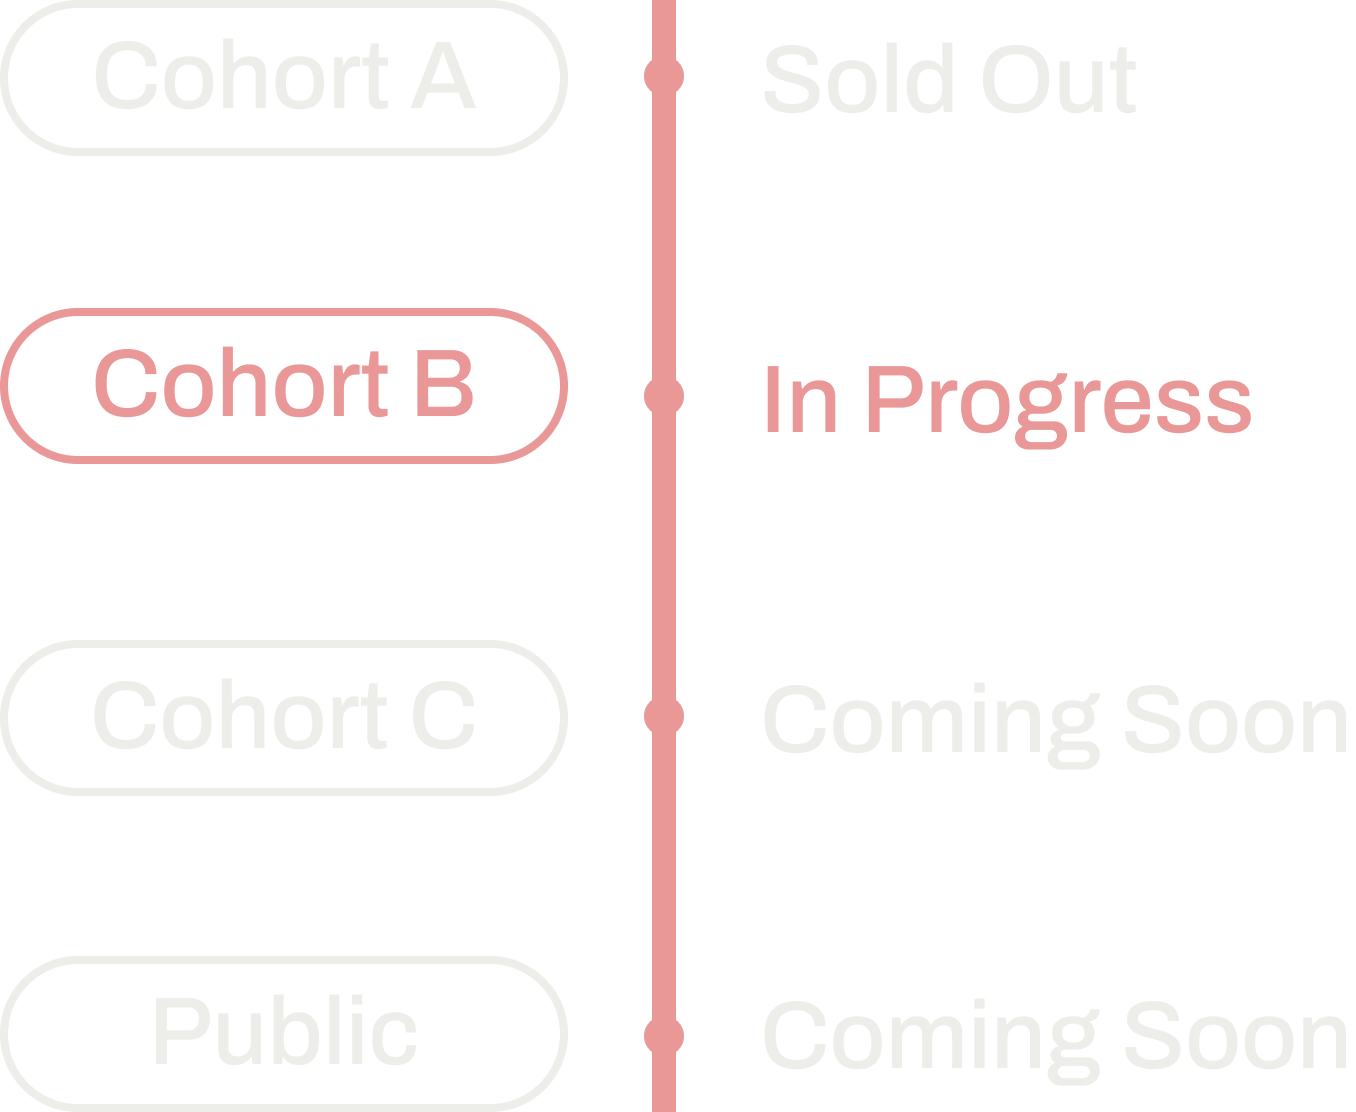 Cohort A
Sold Out
Cohort B
In Progress
Cohort C
Coming Soon
Public
Coming Soon